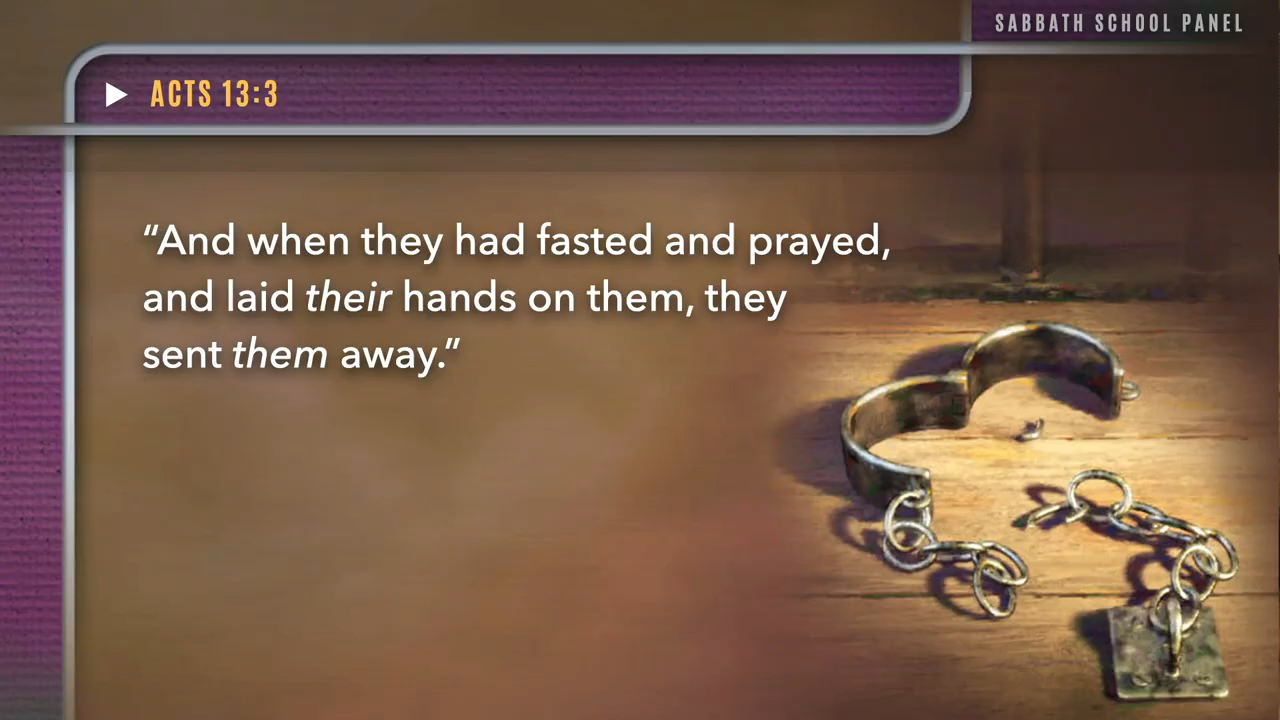 SABBATH SCHOOL PANEL
ACTS 13:3
“And when they had fasted and prayed,
and laid their hands on them, they
sent them away.”